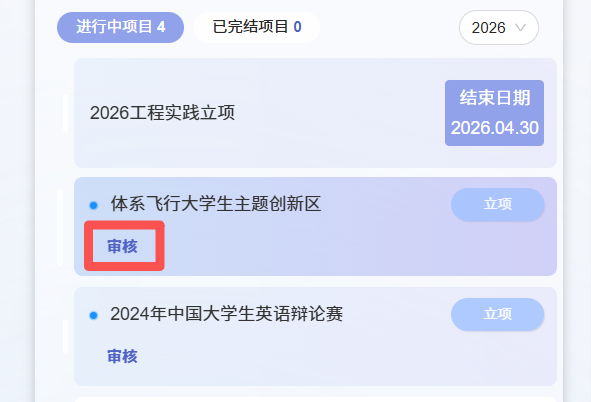 进行中项目 4 已完结项目 0 2026
2026工程实践立项
结束日期
2026.04.30
体系飞行大学生主题创新区 立项
审核
2024年中国大学生英语辩论赛 立项
审核